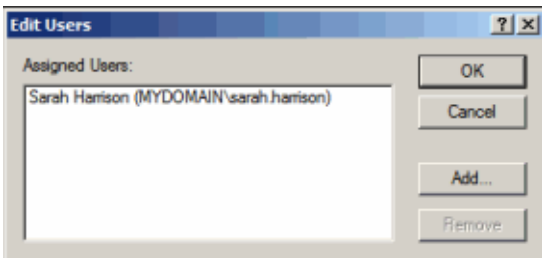 Edit Users
Assigned Users:
Sarah Harrison (MYDOMAIN\sarah.harrison)
OK
Cancel
Add...
Remove